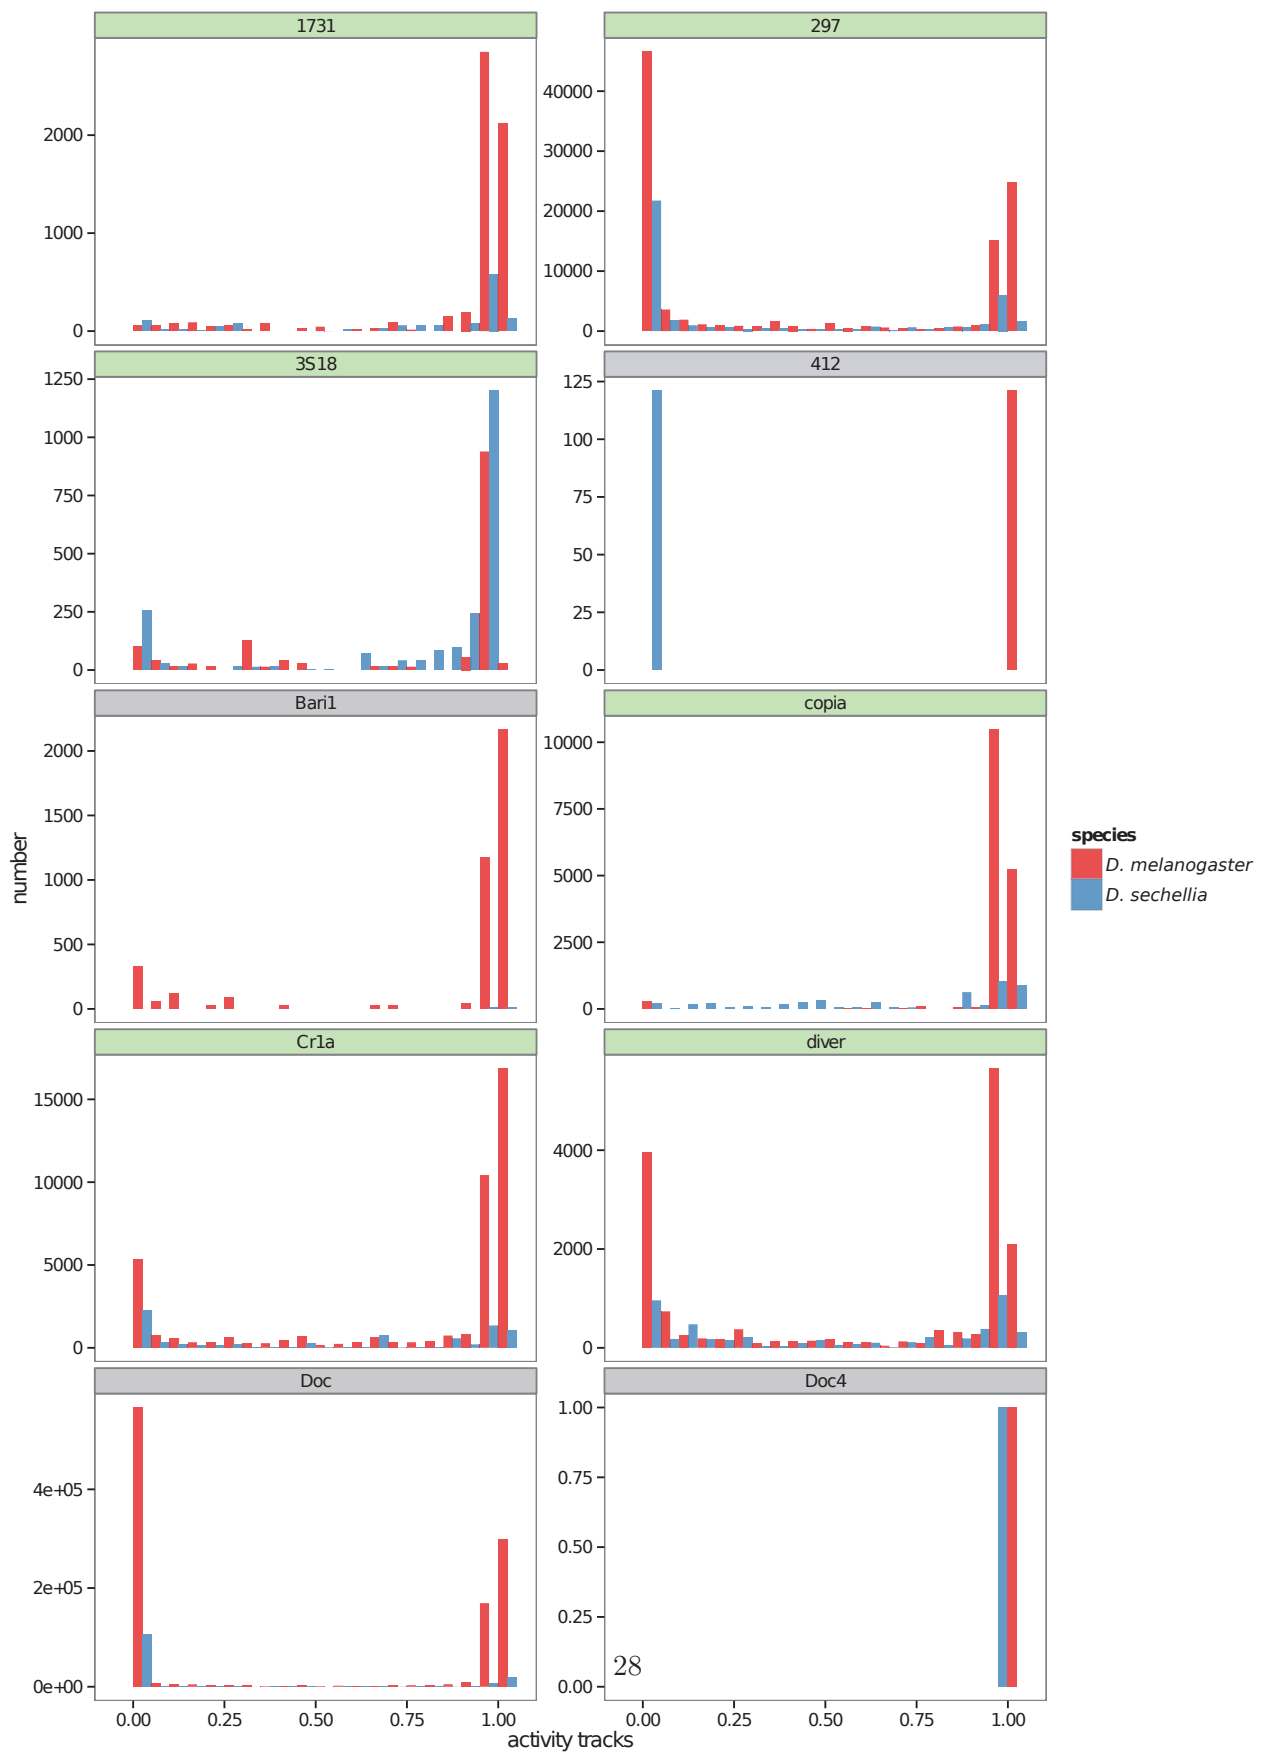 1731
297
2000
1000
0
40000
30000
20000
10000
0
3S18
412
1250
1000
750
500
250
0
125
100
75
50
25
0
Bari1
copia
2000
1500
1000
500
0
10000
7500
5000
2500
0
number
species
D. melanogaster
D. sechellia
Cr1a
diver
15000
10000
5000
0
4000
2000
0
Doc
Doc4
4e+05
2e+05
0e+00
1.00
0.75
0.50
0.25
0.00
28
0.00 0.25 0.50 0.75 1.00
0.00 0.25 0.50 0.75 1.00
activity tracks